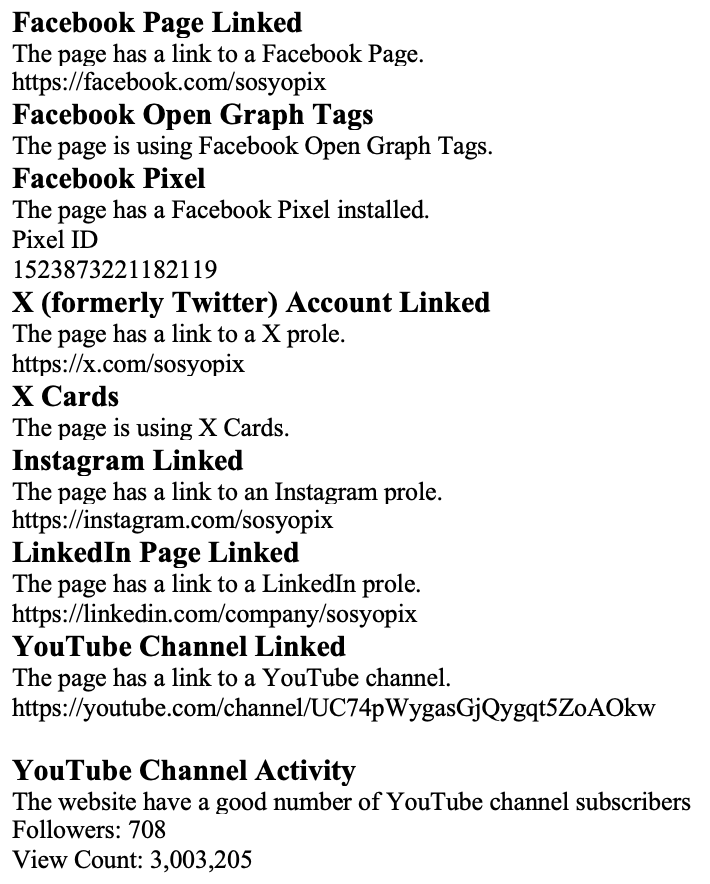 Facebook Page Linked
The page has a link to a Facebook Page.
https://facebook.com/sosyopix
Facebook Open Graph Tags
The page is using Facebook Open Graph Tags.
Facebook Pixel
The page has a Facebook Pixel installed.
Pixel ID
1523873221182119
X (formerly Twitter) Account Linked
The page has a link to a X prole.
https://x.com/sosyopix
X Cards
The page is using X Cards.
Instagram Linked
The page has a link to an Instagram prole.
https://instagram.com/sosyopix
LinkedIn Page Linked
The page has a link to a LinkedIn prole.
https://linkedin.com/company/sosyopix
YouTube Channel Linked
The page has a link to a YouTube channel.
https://youtube.com/channel/UC74pWygasGjQygqt5ZoAOkw
YouTube Channel Activity
The website have a good number of YouTube channel subscribers
Followers: 708
View Count: 3,003,205